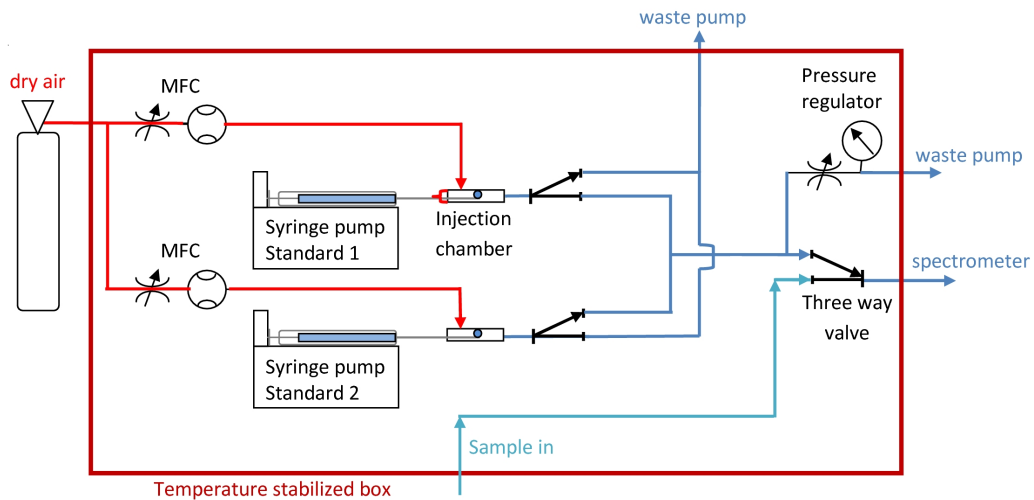 waste pump
dry air
MFC
Pressure
regulator
waste pump
Syringe pump
Standard 1
Injection
chamber
MFC
spectrometer
Three way
valve
Syringe pump
Standard 2
Sample in
Temperature stabilized box